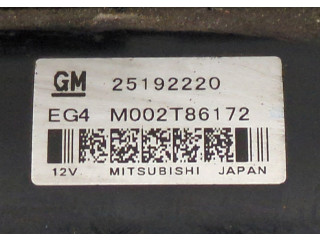 GM 25192220
EG4 M002T86172
12V MITSUBISHI JAPAN